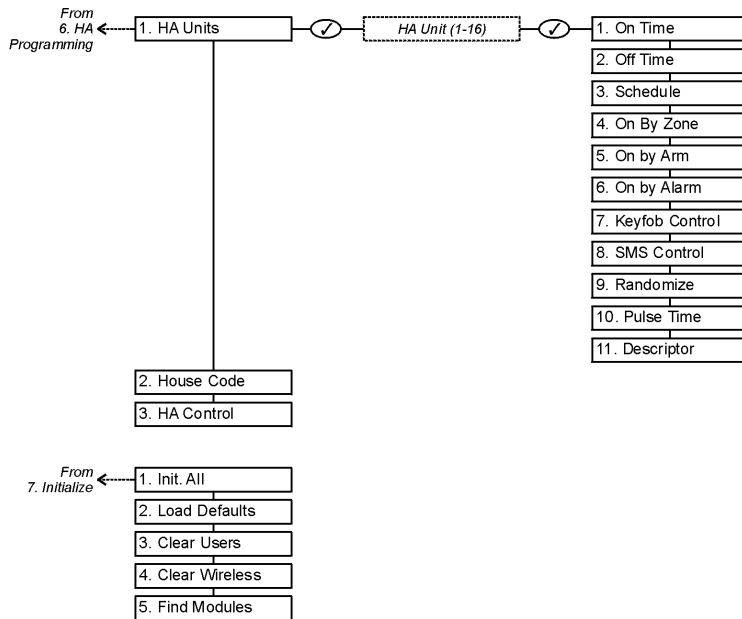 From
6. HA
Programming
1. HA Units
HA Unit (1-16)
1. On Time
2. Off Time
3. Schedule
4. On By Zone
5. On by Arm
6. On by Alarm
7. Keyfob Control
8. SMS Control
9. Randomize
10. Pulse Time
11. Descriptor
2. House Code
3. HA Control
From
7. Initialize
1. Init. All
2. Load Defaults
3. Clear Users
4. Clear Wireless
5. Find Modules